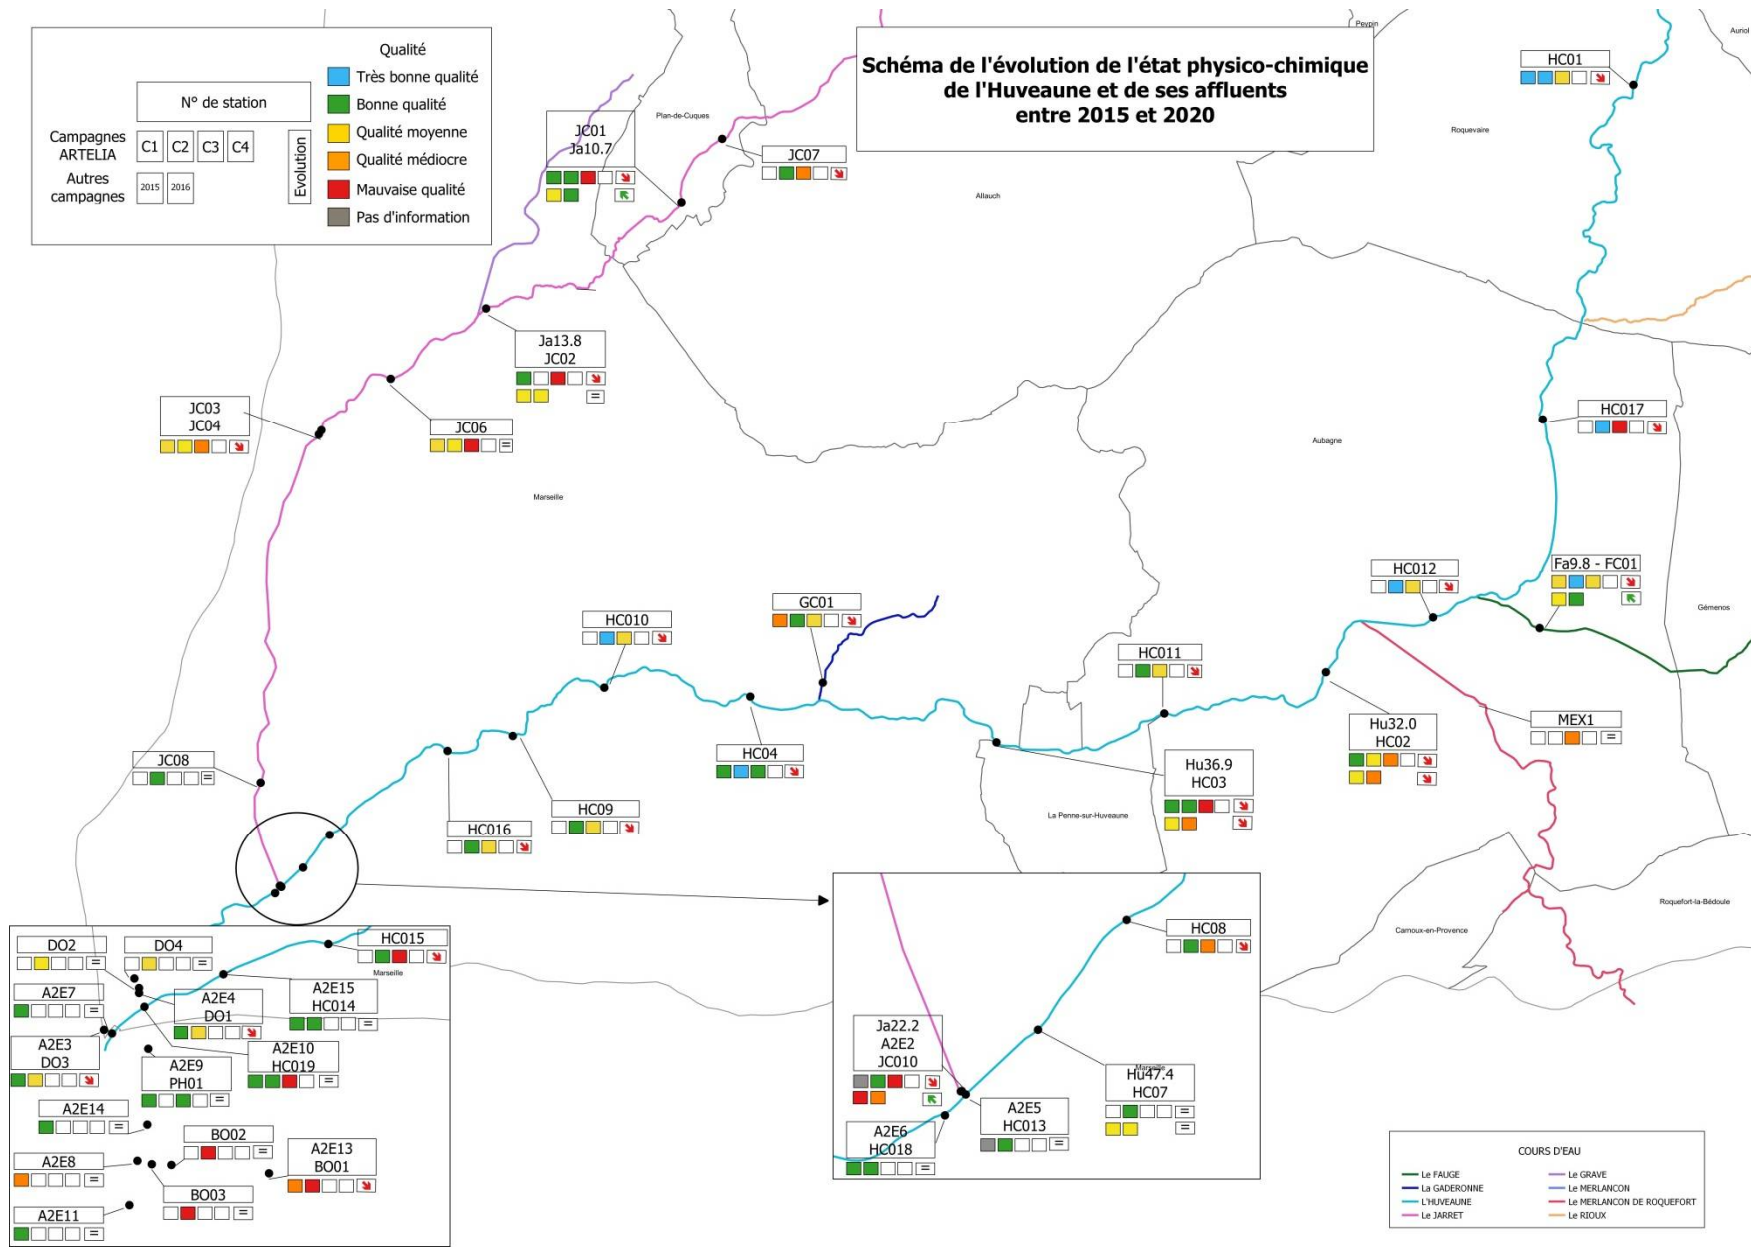 Schéma de l'évolution de l'état physico-chimique
de l'Huveaune et de ses affluents
entre 2015 et 2020
Qualité
Très bonne qualité
Bonne qualité
Qualité moyenne
Qualité médiocre
Mauvaise qualité
Pas d'information
N° de station
Campagnes
ARTELIA
C1 C2 C3 C4
Autres
campagnes
2015 2016
Evolution
Peypin
Auriol
HC01
Plan-de-Cuques
JC01
Ja10.7
JC07
Roquevaire
Allauch
Ja13.8
JC02
=
JC03
JC04
JC06
=
HC017
Aubagne
Marseille
HC012
Fa9.8 - FC01
Gémenos
HC010
GC01
HC011
MEX1
=
Hu32.0
HC02
JC08
=
HC04
Hu36.9
HC03
HC09
HC016
La Penne-sur-Huveaune
Roquefort-la-Bédoule
Carnoux-en-Provence
DO2
=
DO4
=
HC015
Marseille
A2E7
=
A2E4
DO1
A2E15
HC014
=
A2E3
DO3
A2E9
PH01
=
A2E10
HC019
=
A2E14
=
BO02
=
A2E13
BO01
A2E8
=
BO03
=
A2E11
=
HC08
Ja22.2
A2E2
JC010
Marseille
Hu47.4
HC07
=
=
A2E5
HC013
=
A2E6
HC018
=
COURS D'EAU
Le FAUGE
La GADERONNE
L'HUVEAUNE
Le JARRET
Le GRAVE
Le MERLANCON
Le MERLANCON DE ROQUEFORT
Le RIOUX